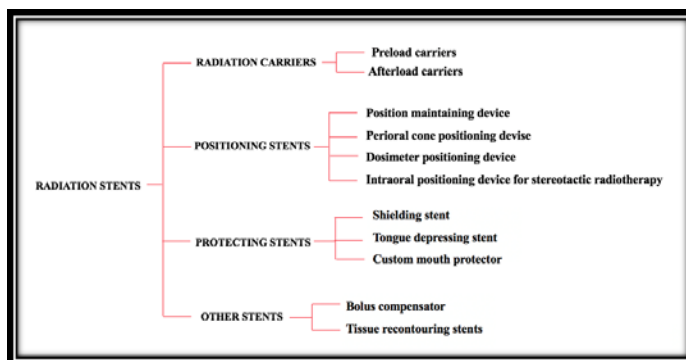 RADIATION STENTS
RADIATION CARRIERS
Preload carriers
Afterload carriers
POSITIONING STENTS
Position maintaining device
Perioral cone positioning devise
Dosimeter positioning device
Intraoral positioning device for stereotactic radiotherapy
PROTECTING STENTS
Shielding stent
Tongue depressing stent
Custom mouth protector
OTHER STENTS
Bolus compensator
Tissue recontouring stents